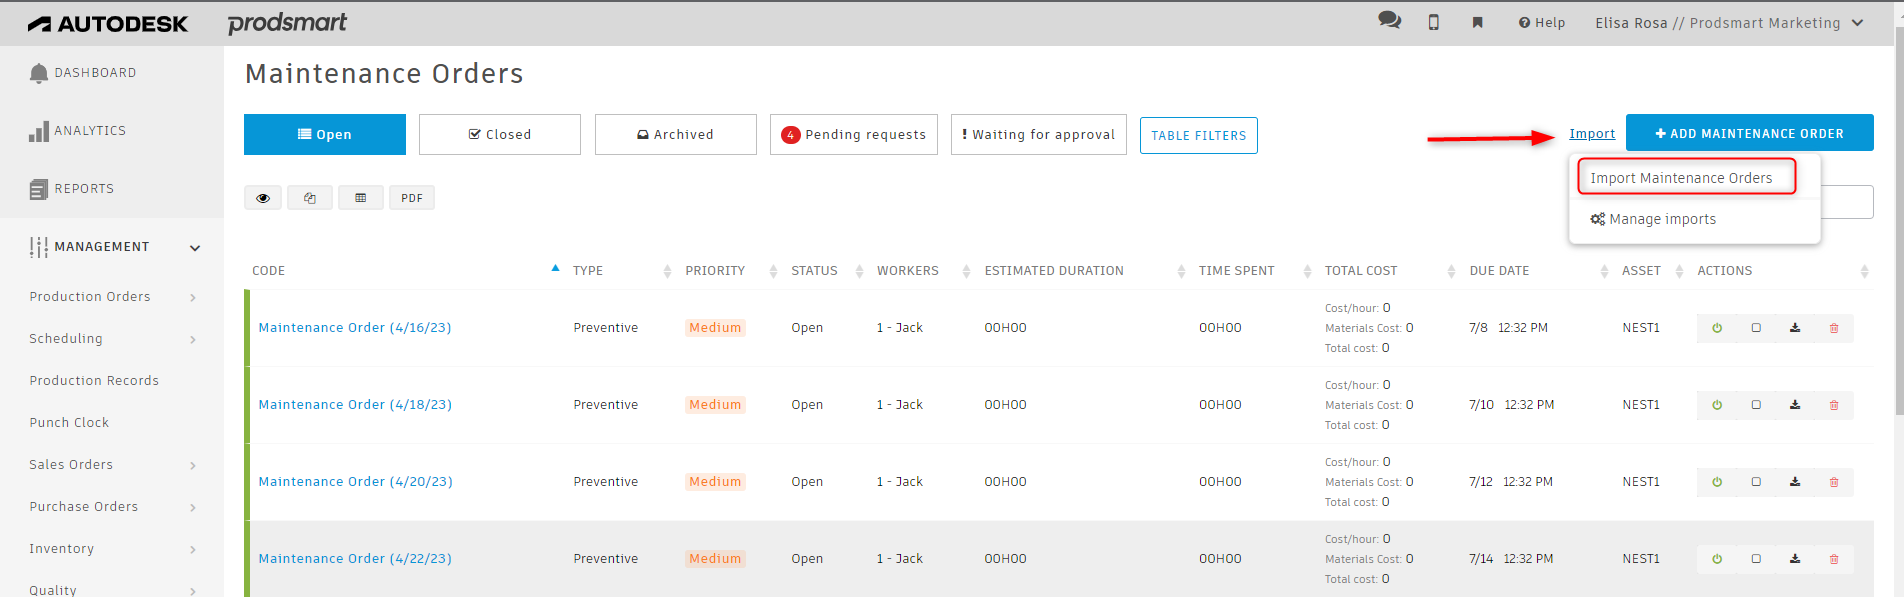 AUTODESK prodsmart Help Elisa Rosa // Prodsmart Marketing
DASHBOARD
ANALYTICS
REPORTS
MANAGEMENT
Production Orders
Scheduling
Production Records
Punch Clock
Sales Orders
Purchase Orders
Inventory
Quality
Maintenance Orders
Open Closed Archived 4 Pending requests ! Waiting for approval TABLE FILTERS Import + ADD MAINTENANCE ORDER
Import Maintenance Orders
Manage imports
PDF
CODE TYPE PRIORITY STATUS WORKERS ESTIMATED DURATION TIME SPENT TOTAL COST DUE DATE ASSET ACTIONS
Maintenance Order (4/16/23) Preventive Medium Open 1 - Jack 00H00 00H00 Cost/hour: 0 7/8 12:32 PM NEST1
Materials Cost: 0
Total cost: 0
Maintenance Order (4/18/23) Preventive Medium Open 1 - Jack 00H00 00H00 Cost/hour: 0 7/10 12:32 PM NEST1
Materials Cost: 0
Total cost: 0
Maintenance Order (4/20/23) Preventive Medium Open 1 - Jack 00H00 00H00 Cost/hour: 0 7/12 12:32 PM NEST1
Materials Cost: 0
Total cost: 0
Maintenance Order (4/22/23) Preventive Medium Open 1 - Jack 00H00 00H00 Cost/hour: 0 7/14 12:32 PM NEST1
Materials Cost: 0
Total cost: 0